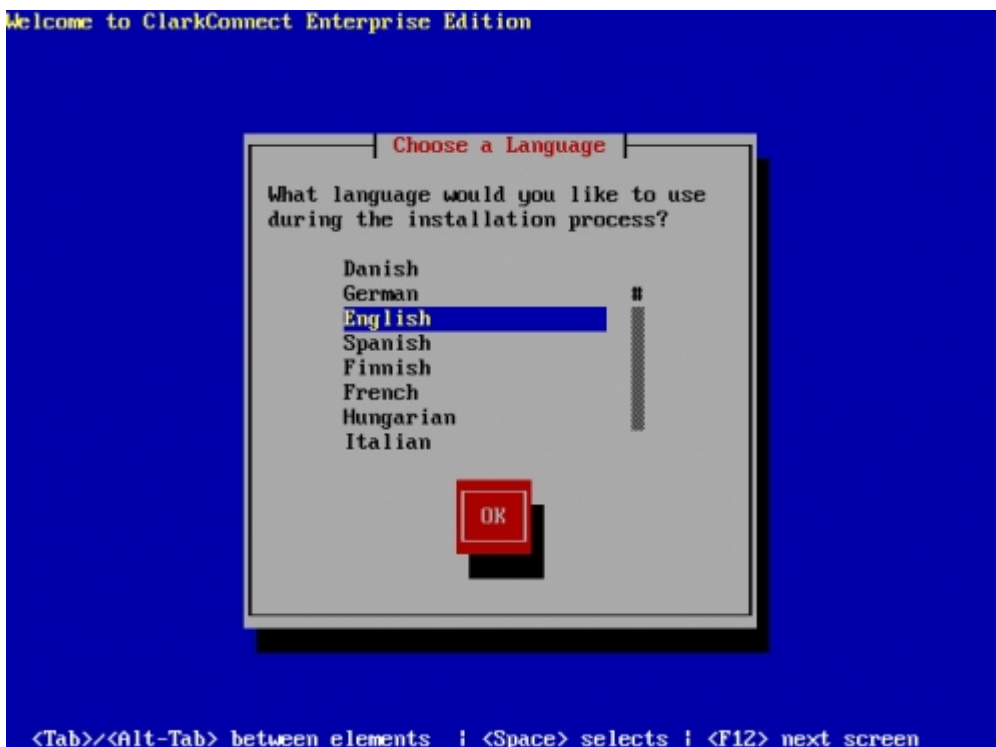 Welcome to ClarkConnect Enterprise Edition
Choose a Language
What language would you like to use
during the installation process?
Danish
German
#
English
Spanish
Finnish
French
Hungarian
Italian
OK
<Tab>/<Alt-Tab> between elements | <Space> selects | <F12> next screen